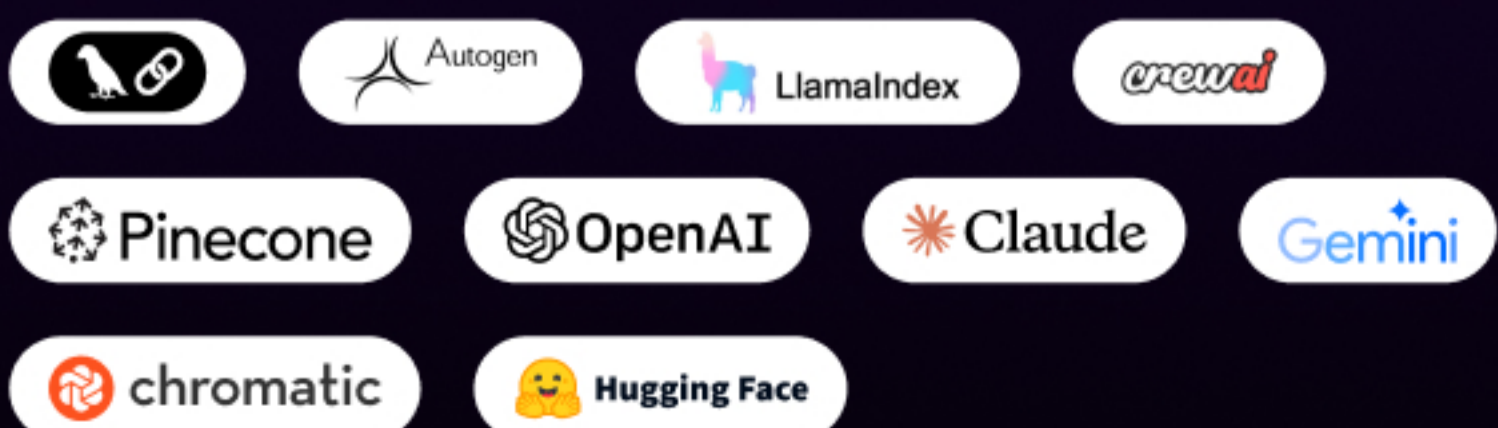 Autogen
LlamaIndex
crewai
Pinecone
OpenAI
Claude
Gemini
chromatic
Hugging Face